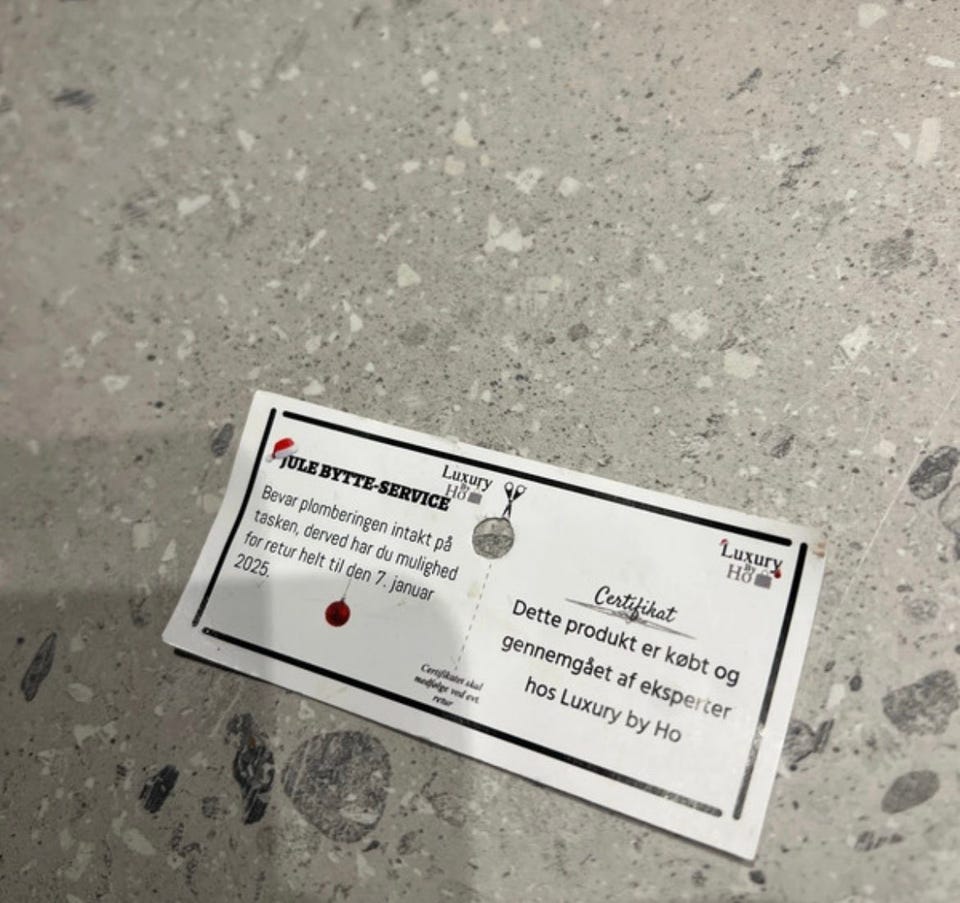 JULE BYTTE-SERVICE
Luxury
By
Ho
Bevar plomberingen intakt på
tasken, derved har du mulighed
for retur helt til den 7. januar
2025.
Certifikatet skal
medfølge ved evt.
retur
Luxury
By
Ho
Certifikat
Dette produkt er købt og
gennemgået af eksperter
hos Luxury by Ho